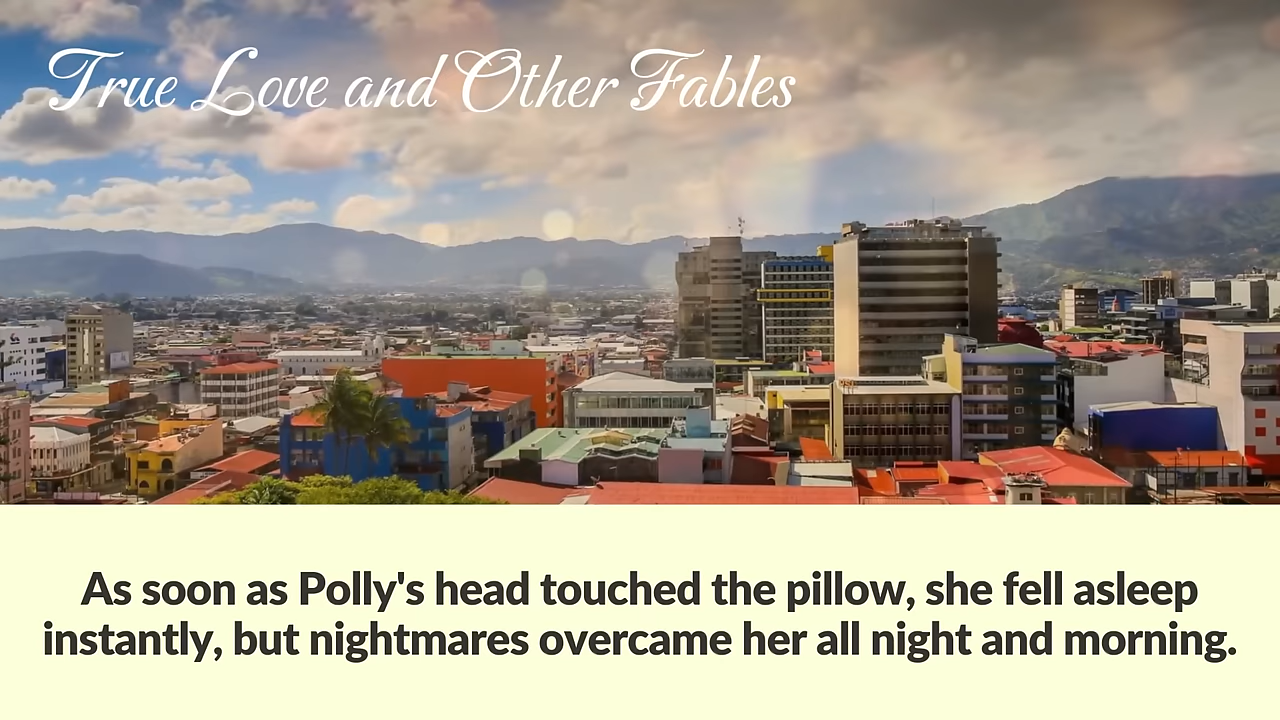 True Love and Other Fables
As soon as Polly's head touched the pillow, she fell asleep
instantly, but nightmares overcame her all night and morning.